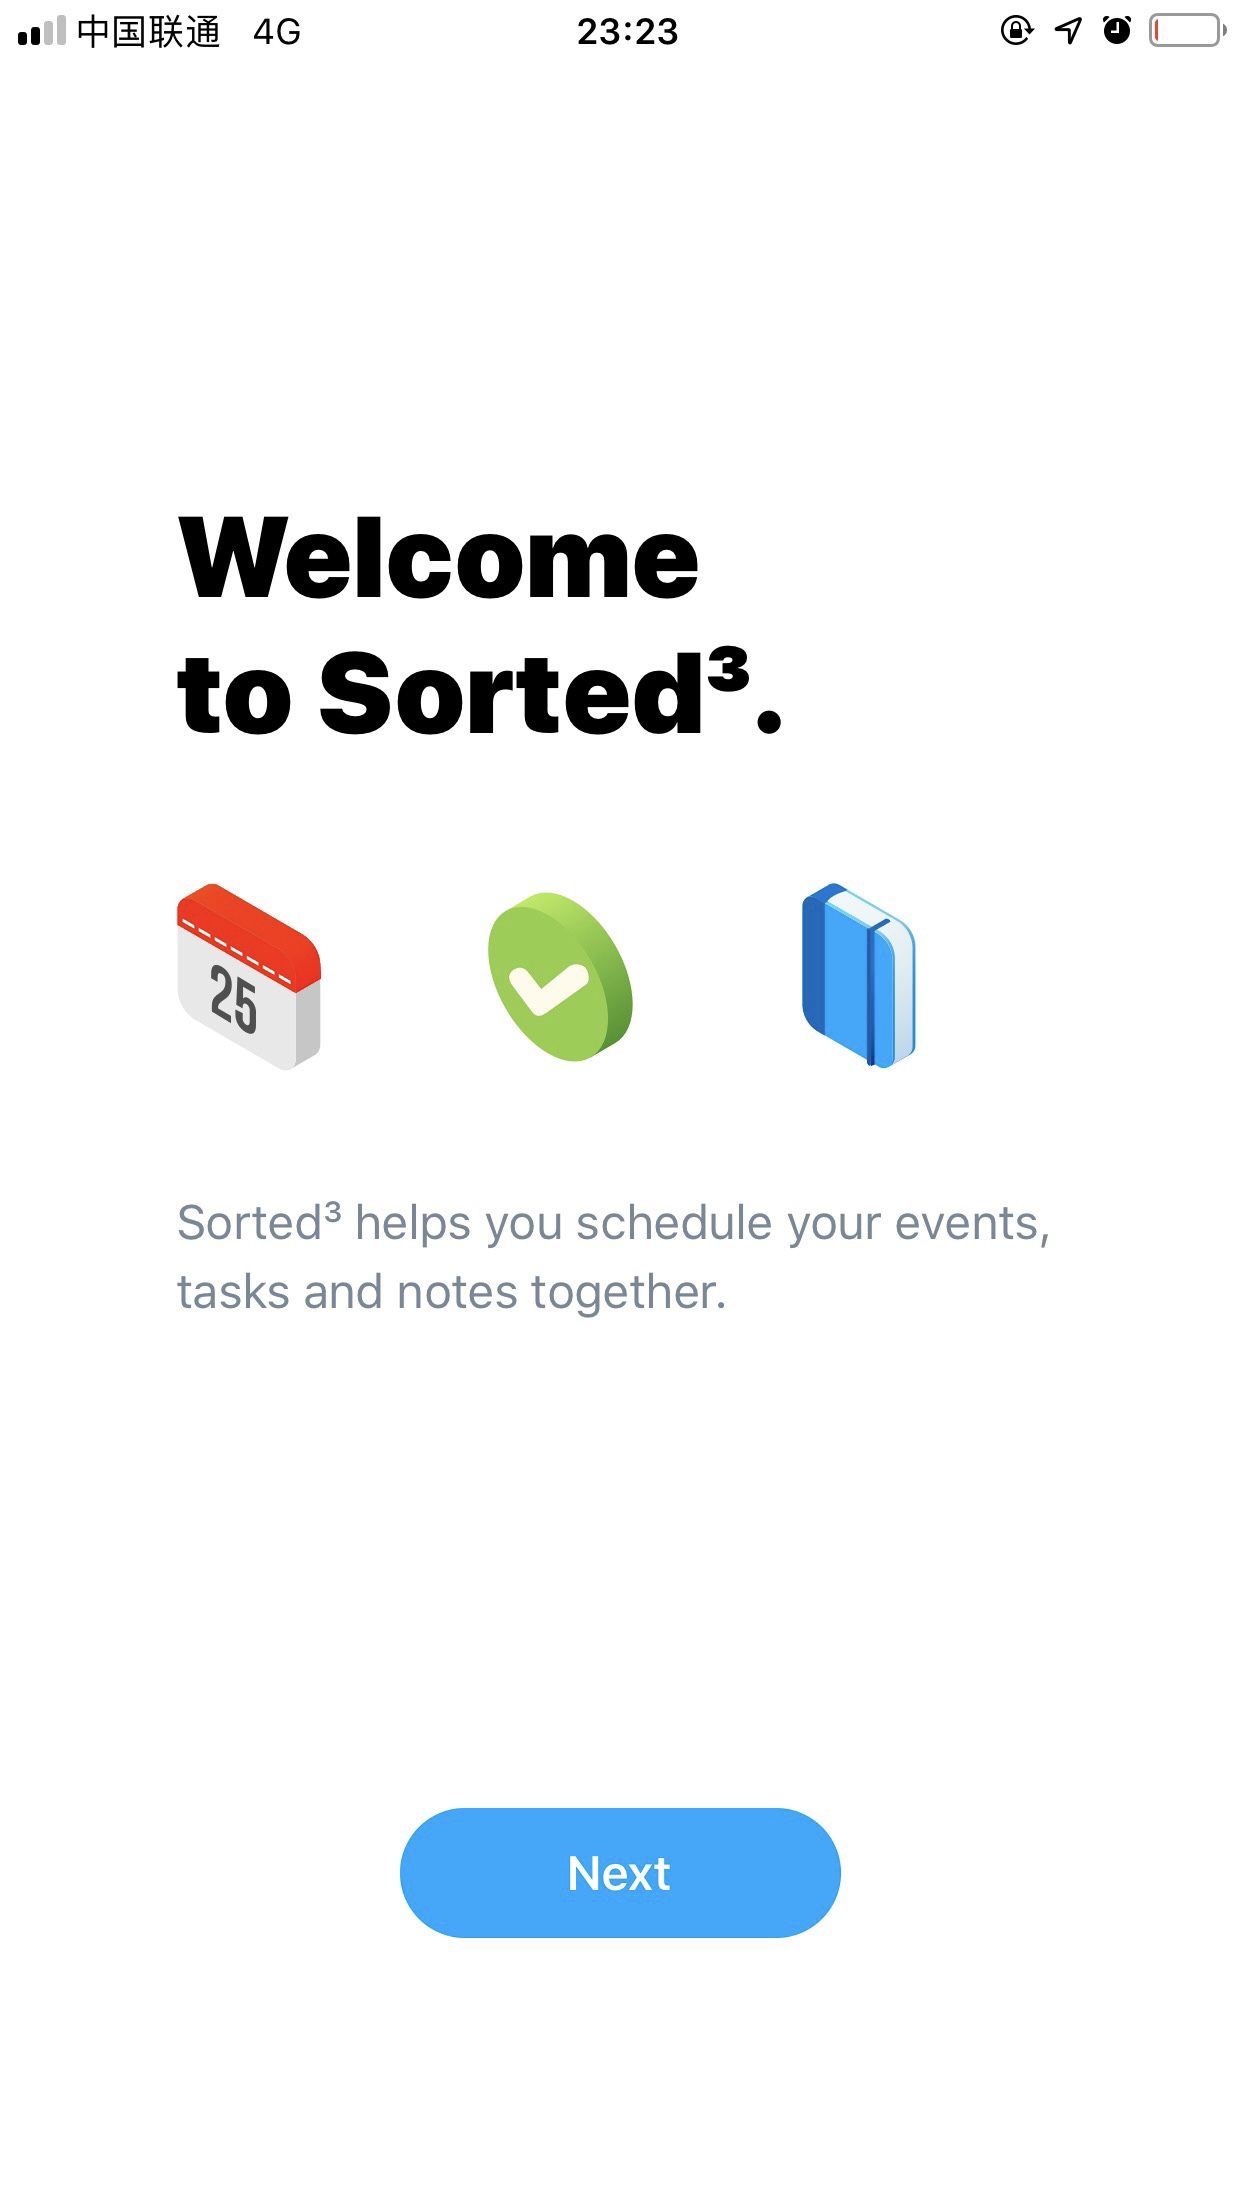 中国联通 4G 23:23
Welcome
to Sorted³.
25
Sorted³ helps you schedule your events,
tasks and notes together.
Next